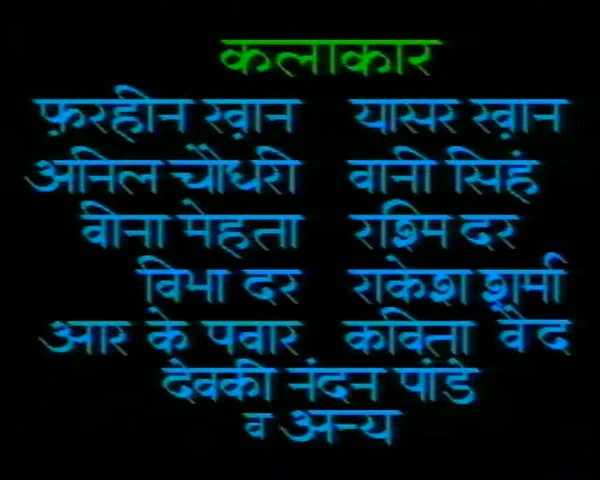 कलाकार
फ़रहीन ख़ान यासर ख़ान
अनिल चौधरी वानी सिंह
वीना मेहता रश्मि दर
विभा दर राकेश शर्मा
आर के पवार कविता वैद
देवकी नंदन पांडे
व अन्य